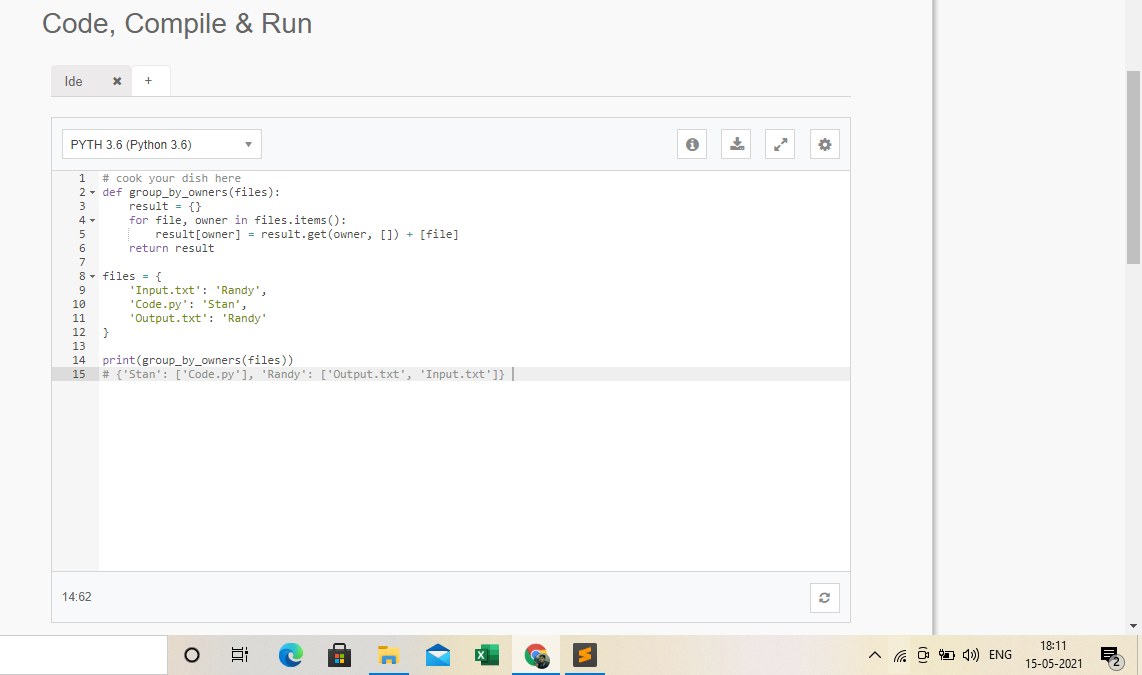 Code, Compile & Run
Ide ✖ +
PYTH 3.6 (Python 3.6)
1 # cook your dish here
2 def group_by_owners(files):
3     result = {}
4     for file, owner in files.items():
5         result[owner] = result.get(owner, []) + [file]
6     return result
7
8 files = {
9     'Input.txt': 'Randy',
10     'Code.py': 'Stan',
11     'Output.txt': 'Randy'
12 }
13
14 print(group_by_owners(files))
15 # {'Stan': ['Code.py'], 'Randy': ['Output.txt', 'Input.txt']}
14:62
ENG
18:11
15-05-2021
2